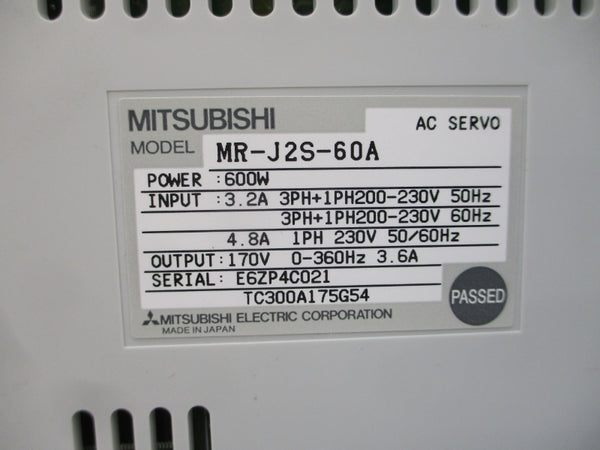 MITSUBISHI
AC SERVO
MODEL MR-J2S-60A
POWER :600W
INPUT :3.2A 3PH+1PH200-230V 50Hz
3PH+1PH200-230V 60Hz
4.8A 1PH 230V 50/60Hz
OUTPUT:170V 0-360Hz 3.6A
SERIAL: E6ZP4C021
TC300A175G54
PASSED
MITSUBISHI ELECTRIC CORPORATION
MADE IN JAPAN